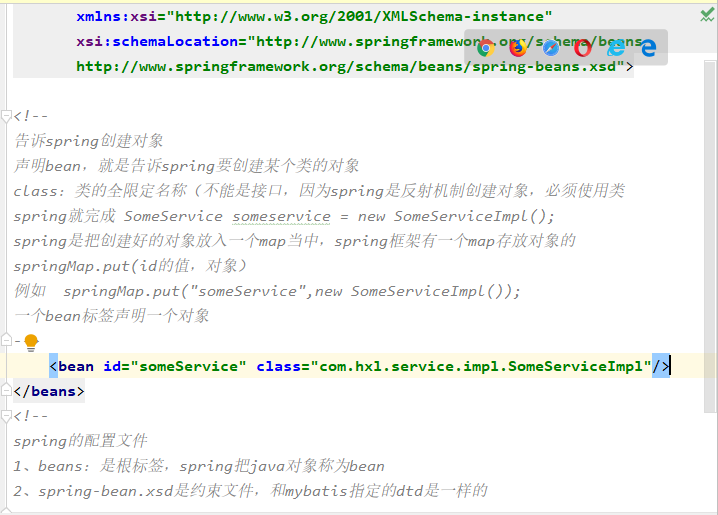 xmlns:xsi="http://www.w3.org/2001/XMLSchema-instance"
xsi:schemaLocation="http://www.springframework.org/schema/beans
http://www.springframework.org/schema/beans/spring-beans.xsd">
<!--
告诉spring创建对象
声明bean，就是告诉spring要创建某个类的对象
class：类的全限定名称（不能是接口，因为spring是反射机制创建对象，必须使用类
spring就完成 SomeService someservice = new SomeServiceImpl();
spring是把创建好的对象放入一个map当中，spring框架有一个map存放对象的
springMap.put(id的值，对象）
例如  springMap.put("someService",new SomeServiceImpl());
一个bean标签声明一个对象
-
<bean id="someService" class="com.hxl.service.impl.SomeServiceImpl"/>
</beans>
<!--
spring的配置文件
1、beans：是根标签，spring把java对象称为bean
2、spring-bean.xsd是约束文件，和mybatis指定的dtd是一样的